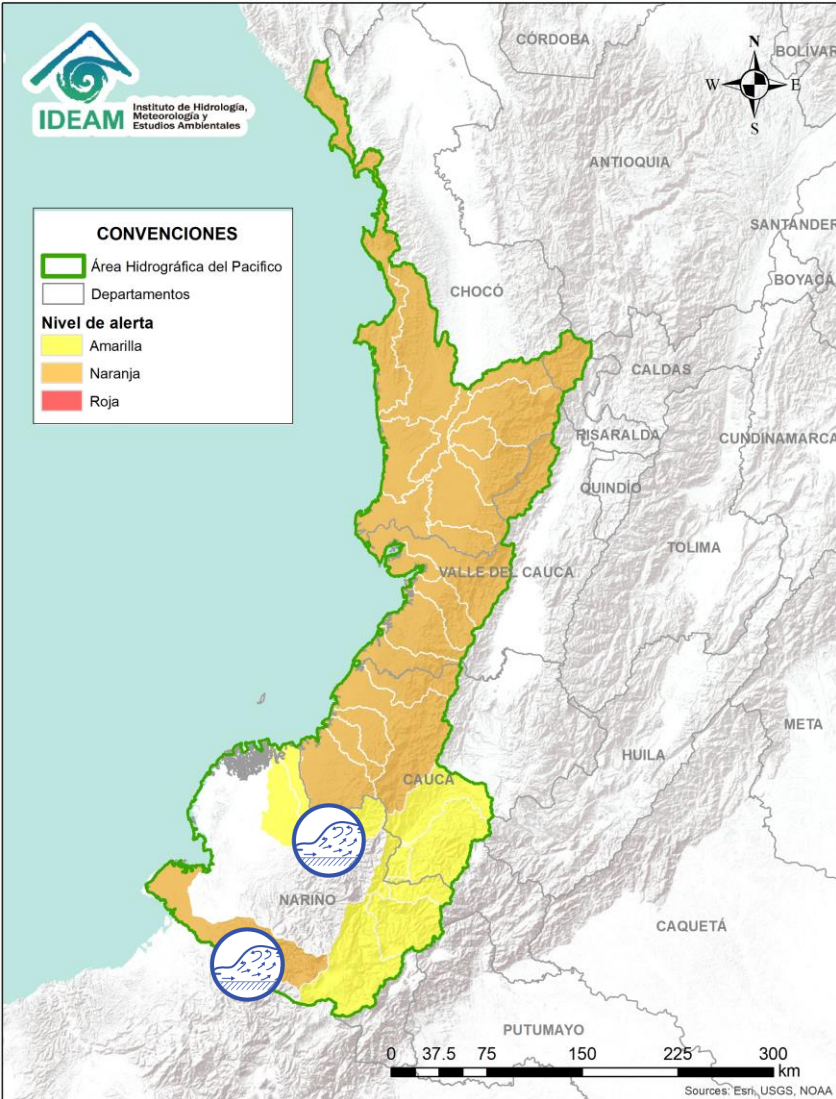 IDEAM
Instituto de Hidrología,
Meteorología y
Estudios Ambientales
N
W
E
S
CÓRDOBA
BOLÍVAR
ANTIOQUIA
SANTANDER
BOYACÁ
CHOCÓ
CALDAS
RISARALDA
CUNDINAMARCA
QUINDÍO
TOLIMA
VALLE DEL CAUCA
META
HUILA
CAUCA
NARIÑO
CAQUETÁ
PUTUMAYO
CONVENCIONES
Área Hidrográfica del Pacifico
Departamentos
Nivel de alerta
Amarilla
Naranja
Roja
0 37.5 75 150 225 300
km
Sources: Esri, USGS, NOAA